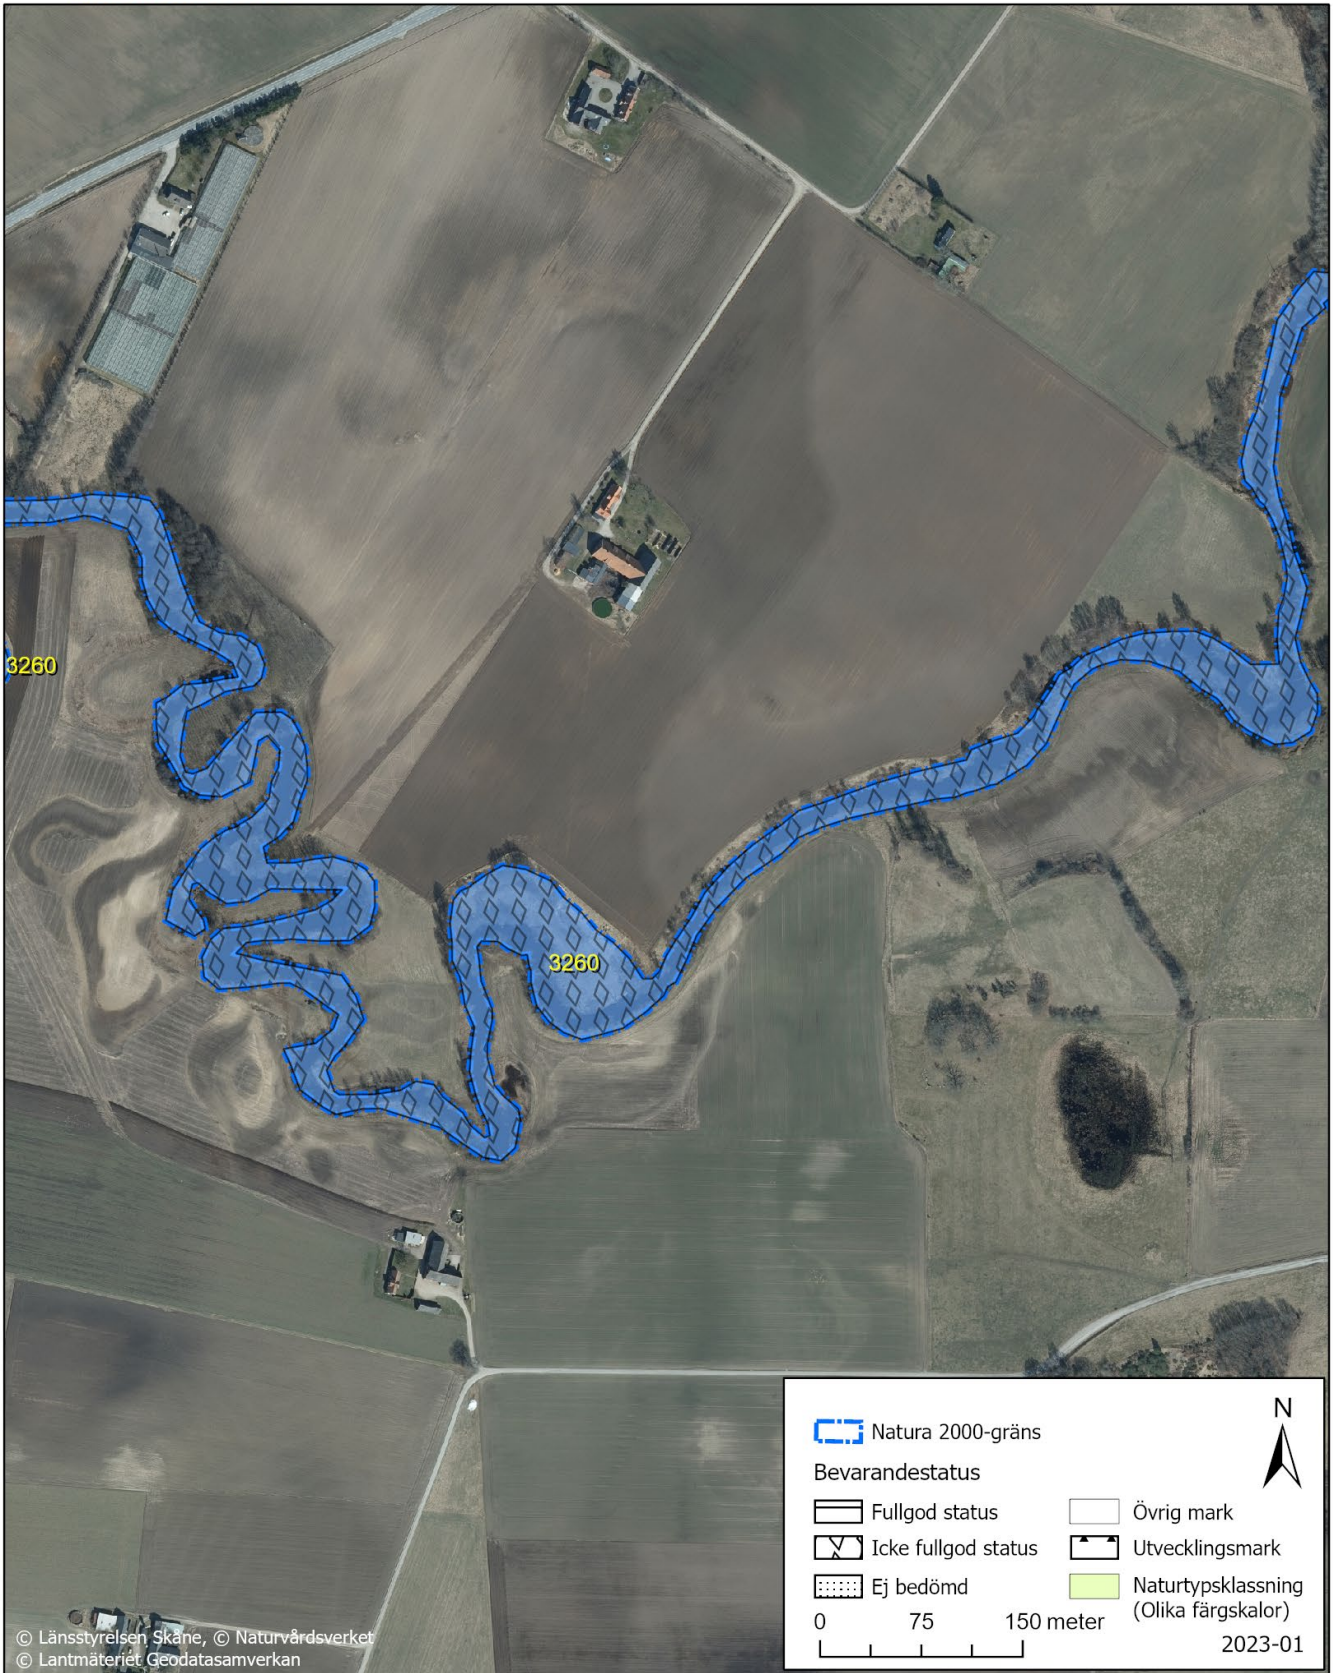 3260
3260
N
Natura 2000-gräns
Bevarandestatus
Fullgod status
Övrig mark
Icke fullgod status
Utvecklingsmark
Ej bedömd
Naturtypsklassning
(Olika färgskalor)
0 75 150 meter
2023-01
© Länsstyrelsen Skåne, © Naturvårdsverket
© Lantmäteriet Geodatasamverkan